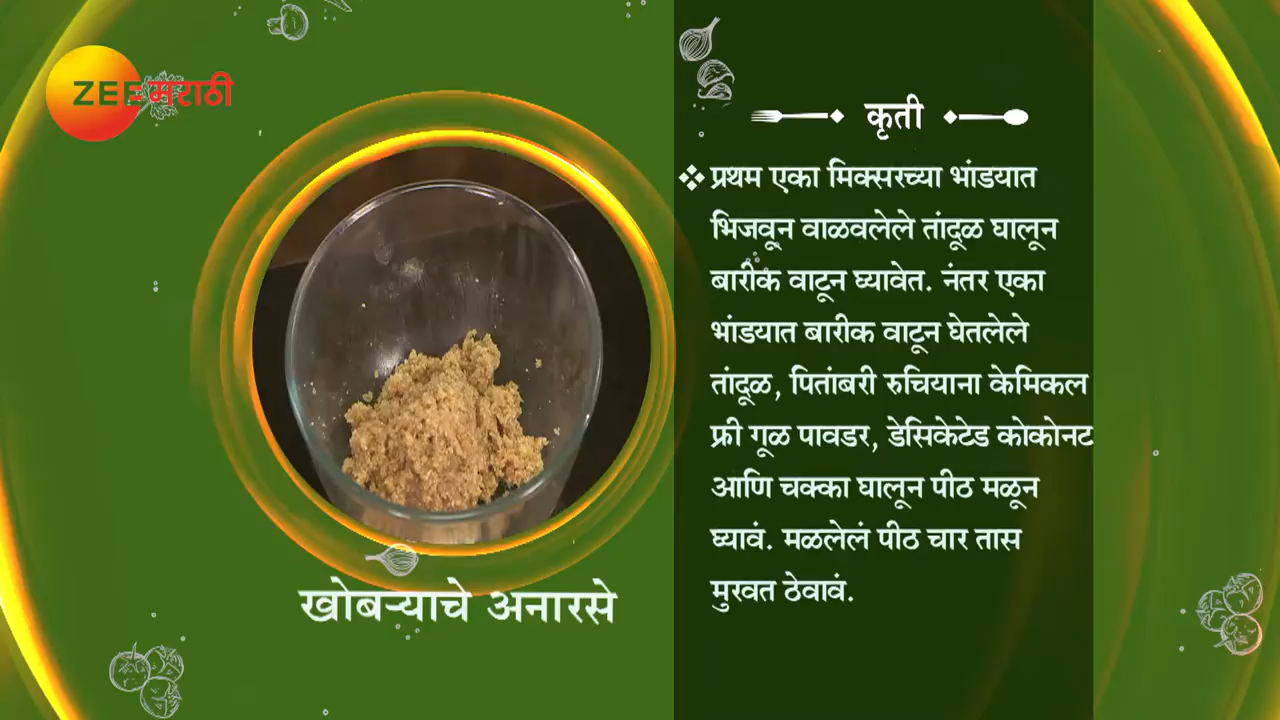 ZEE मराठी
खोबऱ्याचे अनारसे
कृती
प्रथम एका मिक्सरच्या भांडयात
भिजवून वाळवलेले तांदूळ घालून
बारीक वाटून घ्यावेत. नंतर एका
भांडयात बारीक वाटून घेतलेले
तांदूळ, पितांबरी रुचियाना केमिकल
फ्री गूळ पावडर, डेसिकेटेड कोकोनट
आणि चक्का घालून पीठ मळून
घ्यावं. मळलेलं पीठ चार तास
मुरवत ठेवावं.